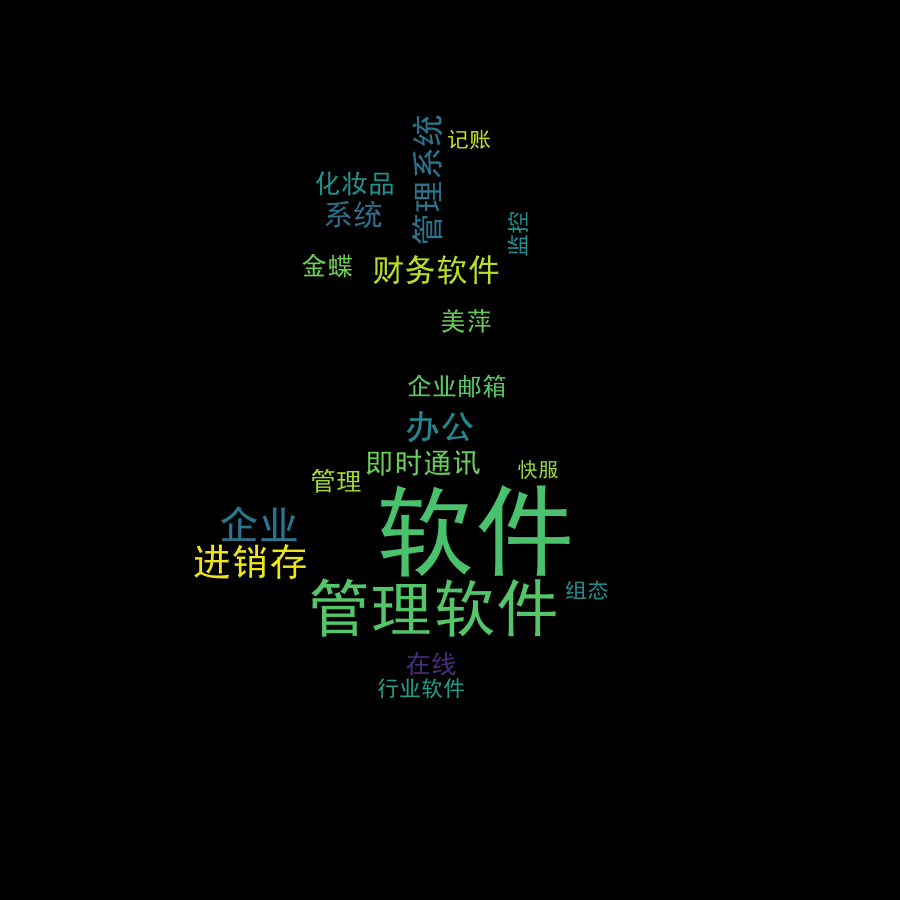 管理系统
记账
化妆品
系统
监控
金蝶
财务软件
美萍
企业邮箱
办公
即时通讯
快服
管理
软件
企业
进销存
管理软件
组态
在线
行业软件